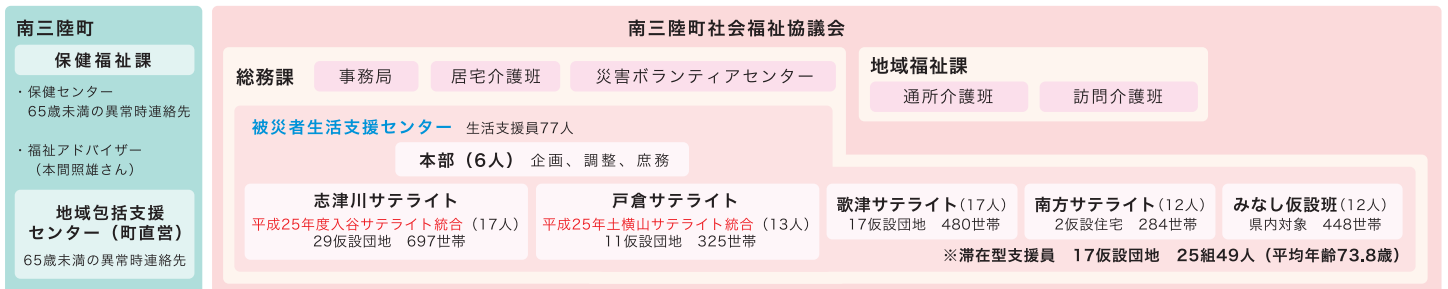 南三陸町
保健福祉課
・保健センター
65歳未満の異常時連絡先
・福祉アドバイザー
（本間照雄さん）
地域包括支援
センター（町直営）
65歳未満の異常時連絡先
南三陸町社会福祉協議会
総務課
事務局
居宅介護班
災害ボランティアセンター
地域福祉課
通所介護班
訪問介護班
被災者生活支援センター 生活支援員77人
本部（6人） 企画、調整、庶務
志津川サテライト
平成25年度入谷サテライト統合（17人）
29仮設団地　697世帯
戸倉サテライト
平成25年土横山サテライト統合（13人）
11仮設団地　325世帯
歌津サテライト（17人）
17仮設団地　480世帯
南方サテライト（12人）
2仮設住宅　284世帯
みなし仮設班（12人）
県内対象　448世帯
※滞在型支援員　17仮設団地　25組49人（平均年齢73.8歳）